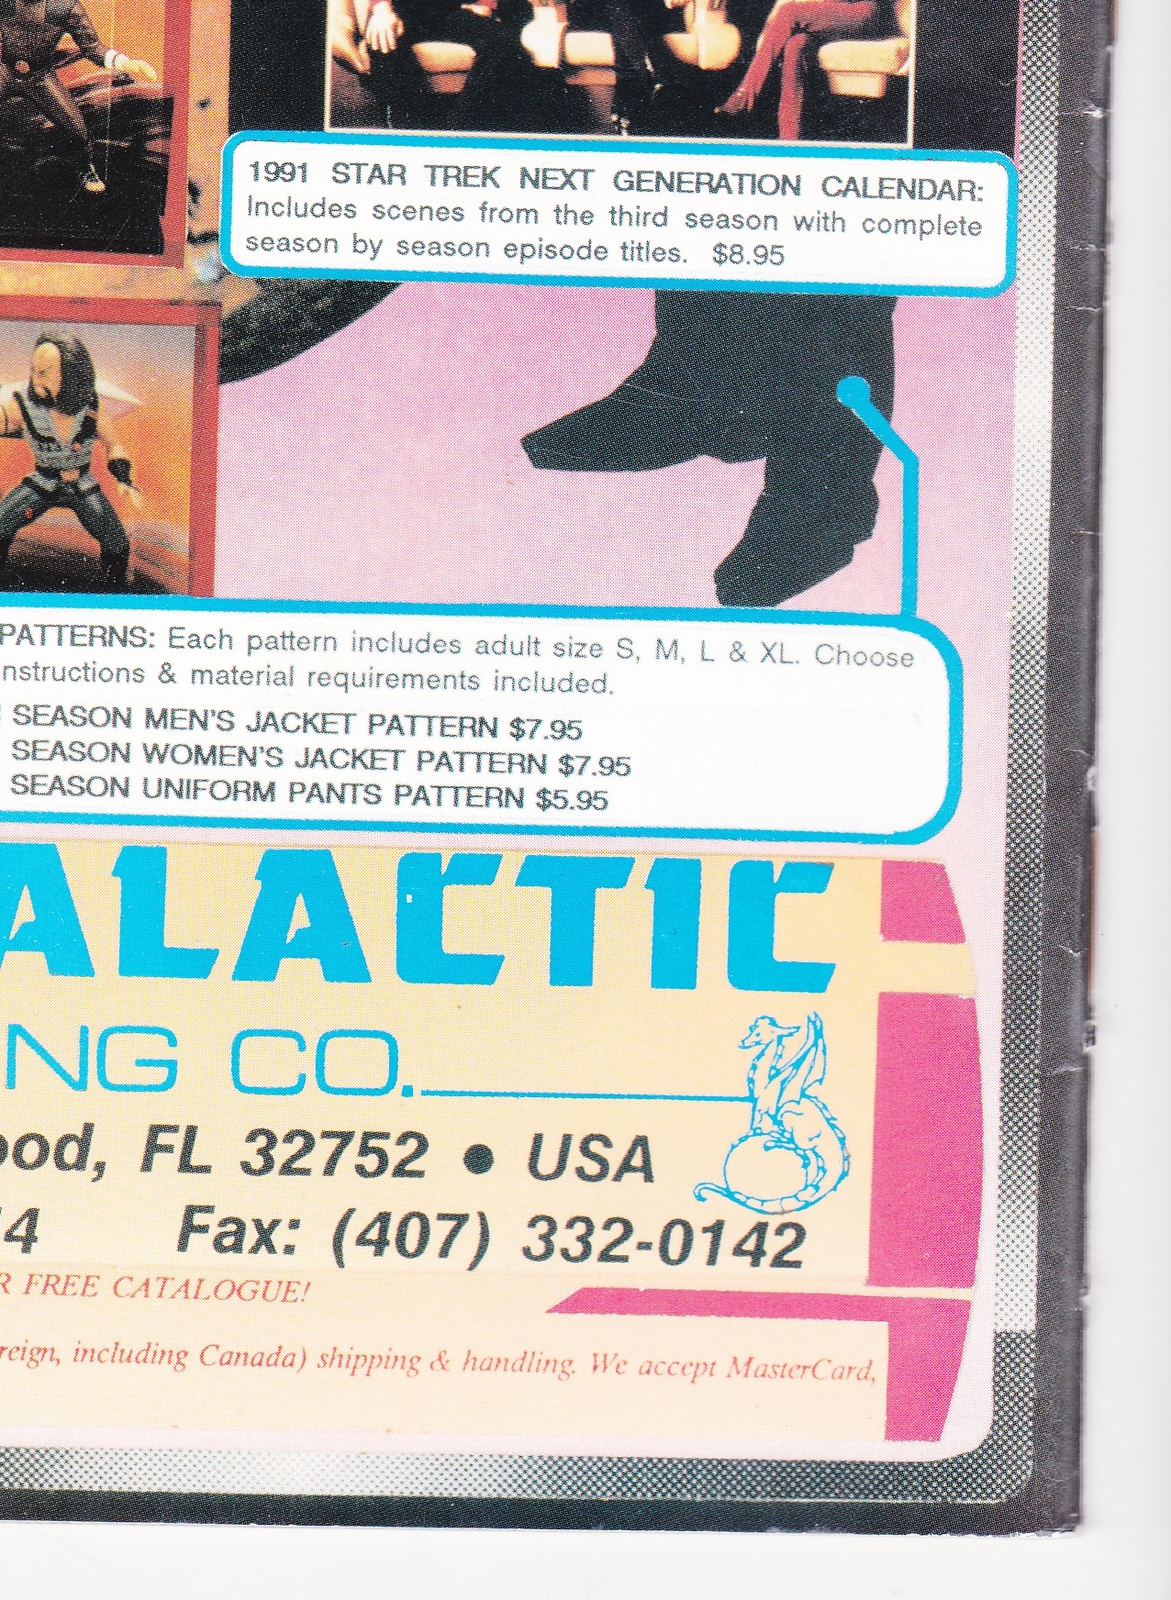 1991 STAR TREK NEXT GENERATION CALENDAR:
Includes scenes from the third season with complete
season by season episode titles. $8.95
PATTERNS: Each pattern includes adult size S, M, L & XL. Choose
nstructions & material requirements included.
SEASON MEN'S JACKET PATTERN $7.95
SEASON WOMEN'S JACKET PATTERN $7.95
SEASON UNIFORM PANTS PATTERN $5.95
ALACTIC
NG CO.
ood, FL 32752 • USA
4 Fax: (407) 332-0142
R FREE CATALOGUE!
reign, including Canada) shipping & handling. We accept MasterCard,